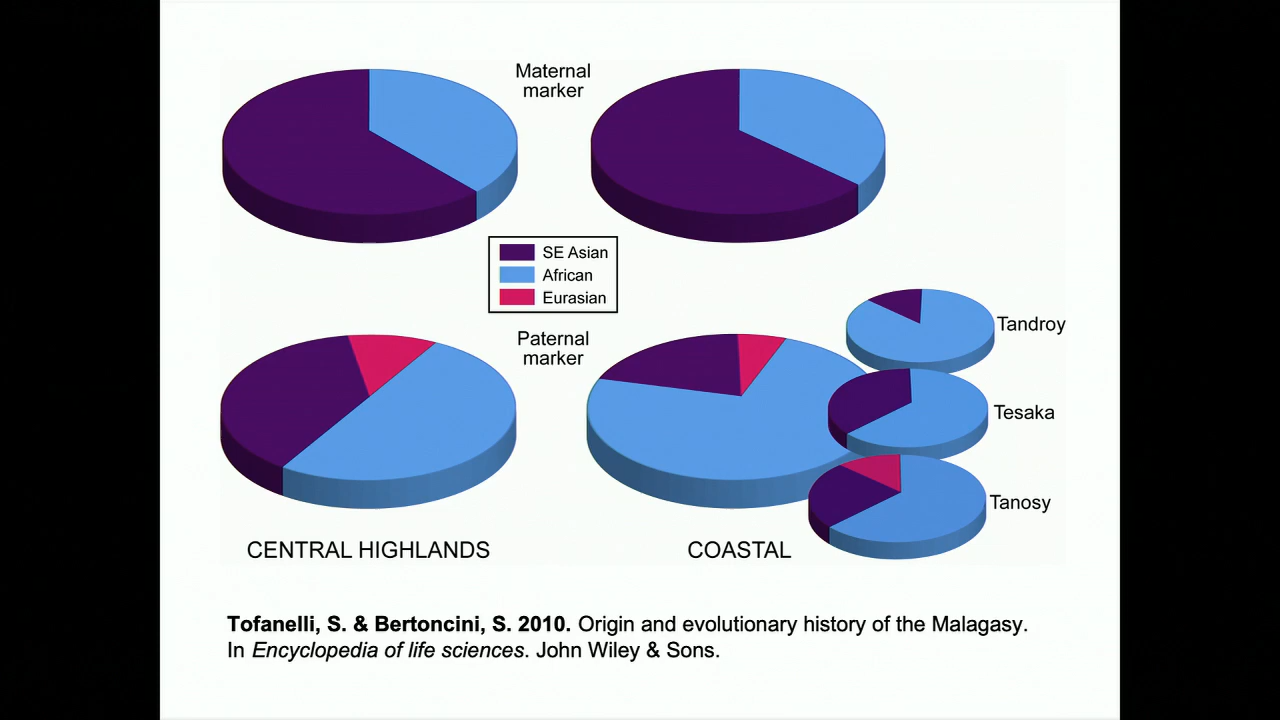 Maternal
marker
SE Asian
African
Eurasian
Paternal
marker
Tandroy
Tesaka
Tanosy
CENTRAL HIGHLANDS
COASTAL
Tofanelli, S. & Bertoncini, S. 2010. Origin and evolutionary history of the Malagasy.
In Encyclopedia of life sciences. John Wiley & Sons.